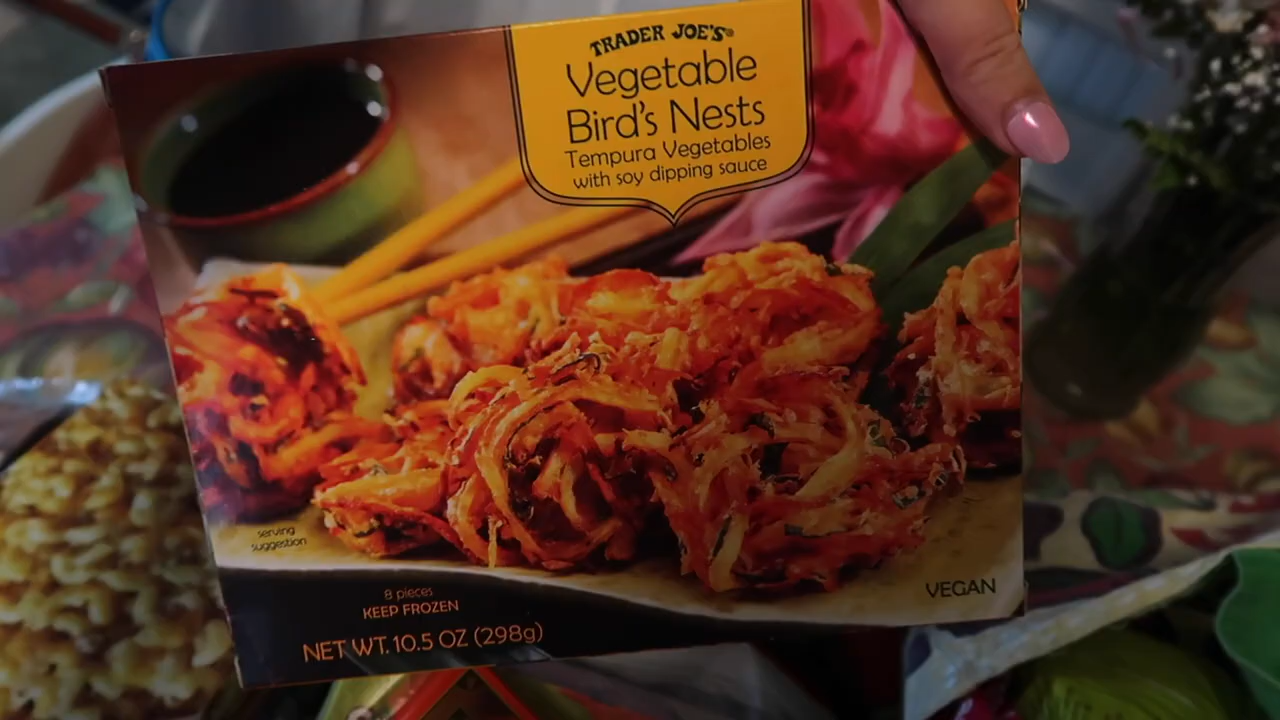 TRADER JOE'S®
Vegetable
Bird's Nests
Tempura Vegetables
with soy dipping sauce
serving
suggestion
8 pieces
KEEP FROZEN
NET WT. 10.5 OZ (298g)
VEGAN